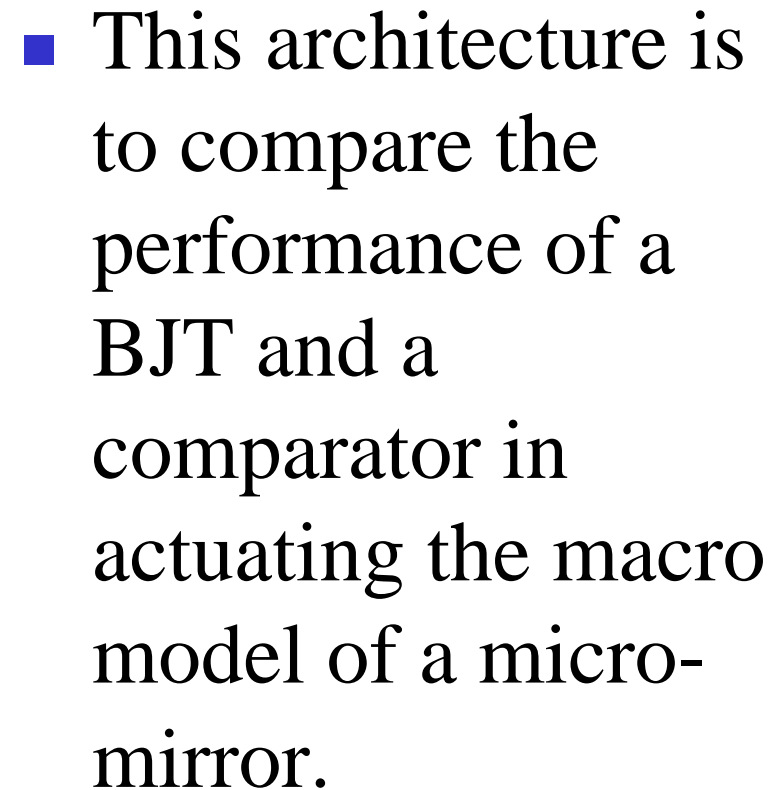 This architecture is
to compare the
performance of a
BJT and a
comparator in
actuating the macro
model of a micro-
mirror.